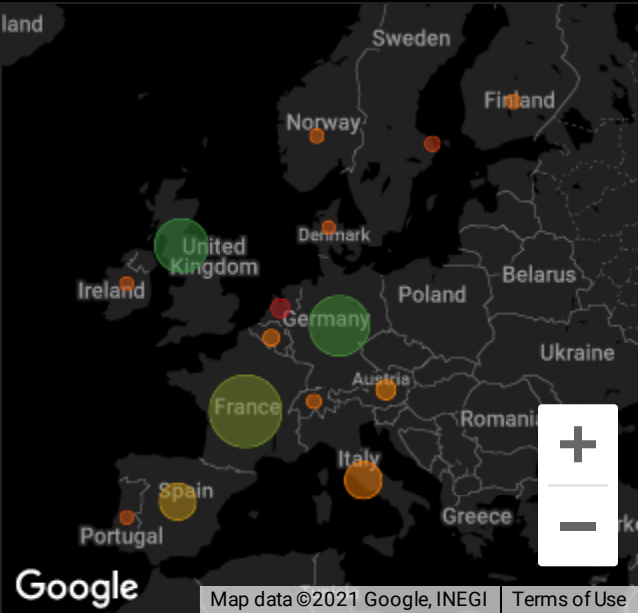 land
Sweden
Finland
Norway
Denmark
United
Kingdom
Ireland
Belarus
Poland
Germany
Ukraine
Austria
France
Romania
Italy
Spain
Greece
Portugal
rke
Google
Map data ©2021 Google, INEGI
Terms of Use